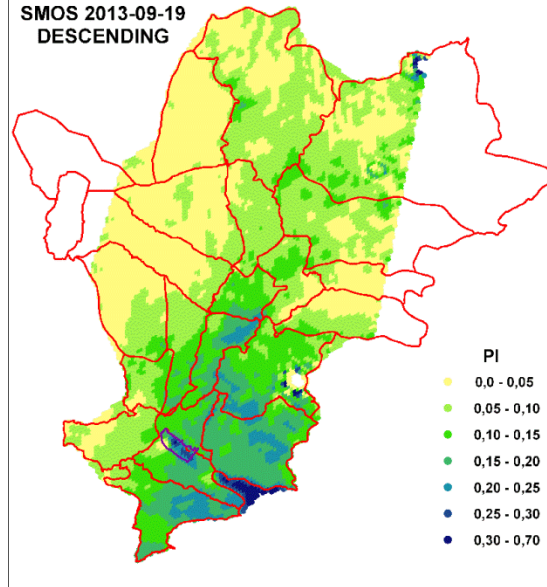 SMOS 2013-09-19
DESCENDING
PI
0,0 - 0,05
0,05 - 0,10
0,10 - 0,15
0,15 - 0,20
0,20 - 0,25
0,25 - 0,30
0,30 - 0,70